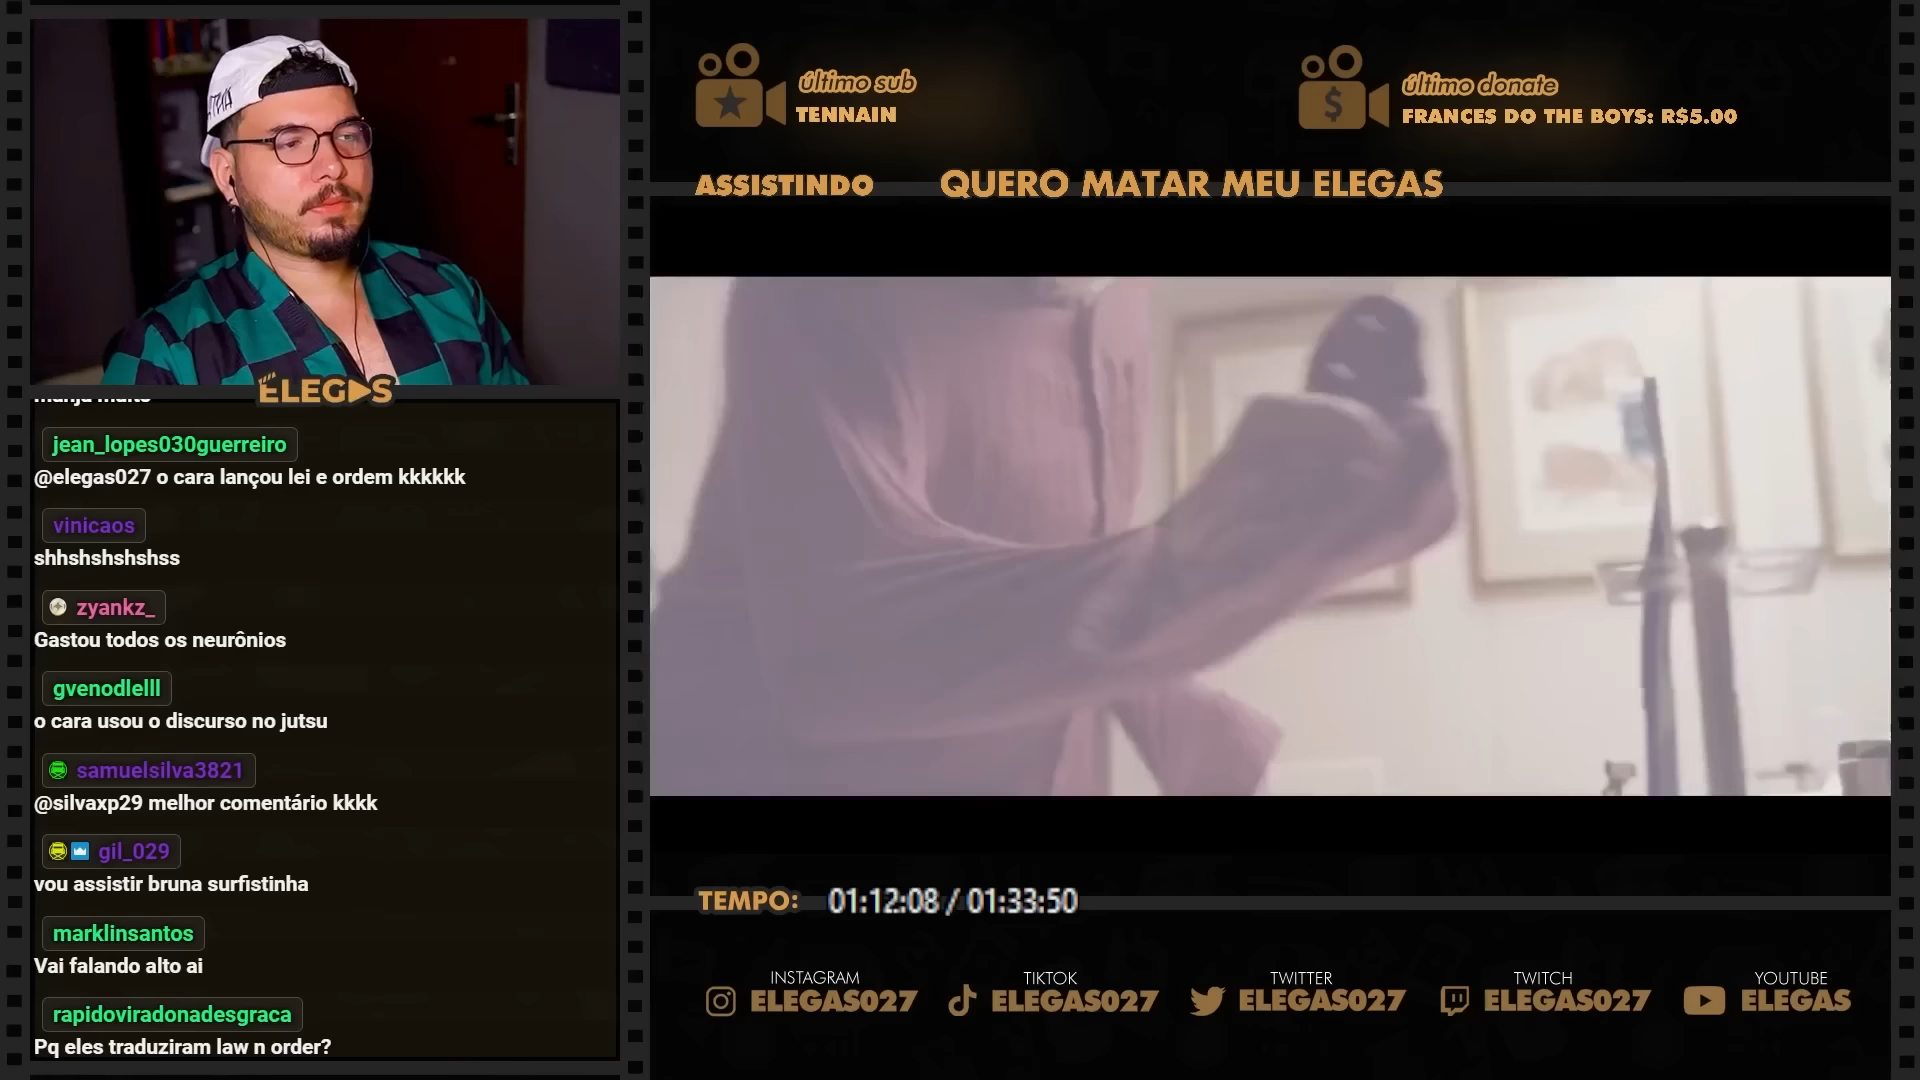 último sub
TENNAIN
último donate
FRANCES DO THE BOYS: R$5.00
ASSISTINDO QUERO MATAR MEU ELEGAS
ELEGAS
jean_lopes030guerreiro
@elegas027 o cara lançou lei e ordem kkkkkk
vinicaos
shhshshshshss
zyankz_
Gastou todos os neurônios
gvenodlelll
o cara usou o discurso no jutsu
samuelsilva3821
@silvaxp29 melhor comentário kkkk
gil_029
vou assistir bruna surfistinha
marklinsantos
Vai falando alto ai
rapidoviradonadesgraca
Pq eles traduziram law n order?
TEMPO: 01:12:08 / 01:33:50
INSTAGRAM
ELEGAS027
TIKTOK
ELEGAS027
TWITTER
ELEGAS027
TWITCH
ELEGAS027
YOUTUBE
ELEGAS